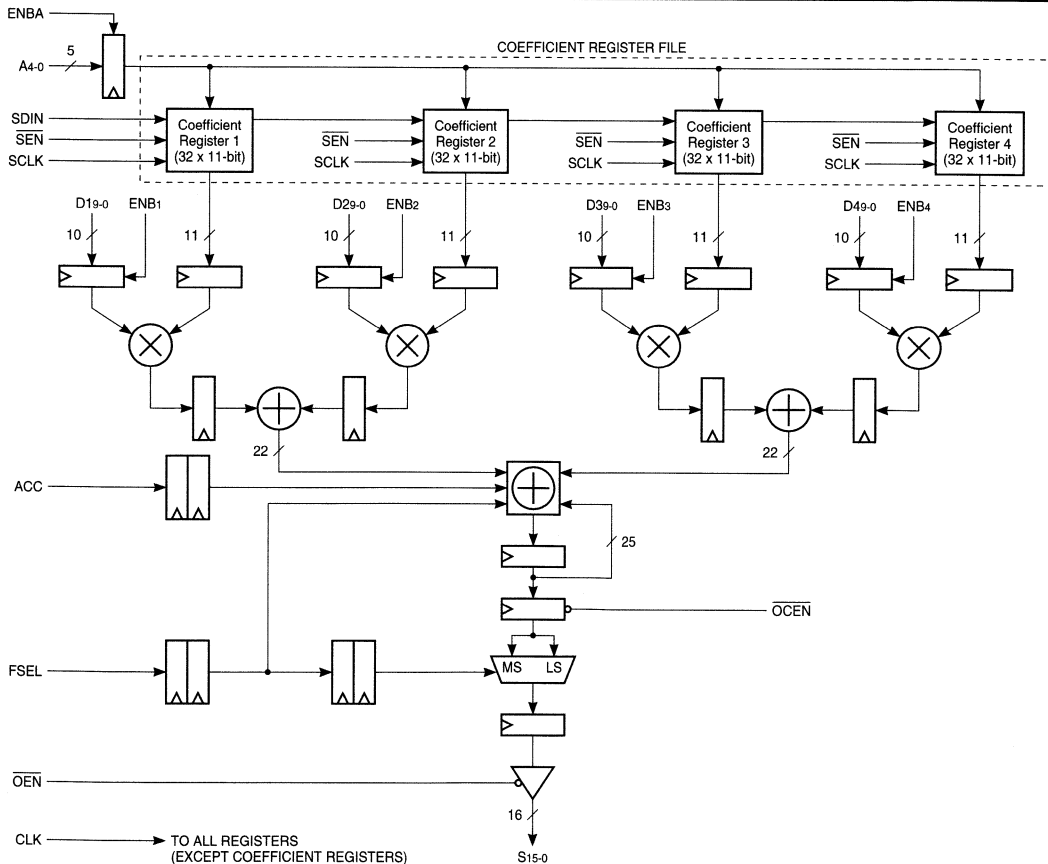 ENBA
COEFFICIENT REGISTER FILE
5
A4-0
SDIN
SEN
SCLK
Coefficient
Register 1
(32 x 11-bit)
SEN
SCLK
Coefficient
Register 2
(32 x 11-bit)
SEN
SCLK
Coefficient
Register 3
(32 x 11-bit)
SEN
SCLK
Coefficient
Register 4
(32 x 11-bit)
D19-0
ENB1
D29-0
ENB2
D39-0
ENB3
D49-0
ENB4
10
11
10
11
10
11
10
11
22
22
ACC
25
OCEN
FSEL
MS
LS
OEN
16
CLK
TO ALL REGISTERS
(EXCEPT COEFFICIENT REGISTERS)
S15-0